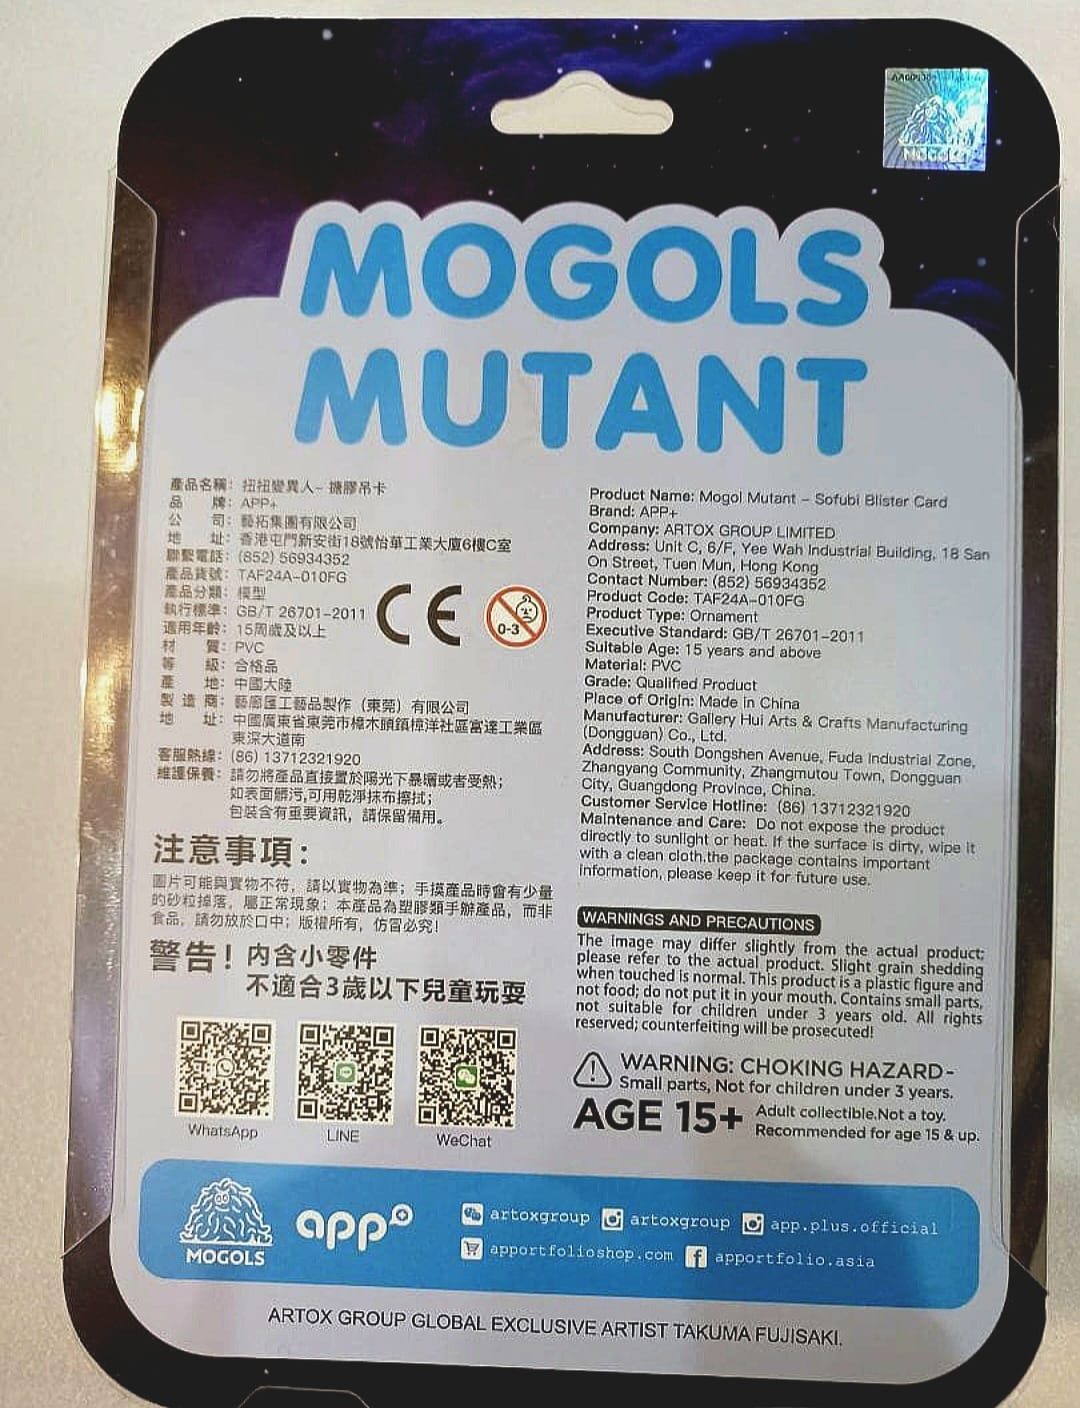 MOGOLS
MOGOLS
MUTANT
產品名稱：扭扭變異人- 搪膠吊卡
品　　牌：APP+
公　　司：藝拓集團有限公司
地　　址：香港屯門新安街18號怡華工業大廈6樓C室
聯繫電話：(852) 56934352
產品貨號：TAF24A-010FG
產品分類：模型
執行標準：GB/T 26701-2011
適用年齡：15周歲及以上
材　　質：PVC
等　　級：合格品
產　　地：中國大陸
製 造 商：藝廊匯工藝品製作（東莞）有限公司
地　　址：中國廣東省東莞市樟木頭鎮樟洋社區富達工業區
東深大道南
客服熱線：(86) 13712321920
維護保養：請勿將產品直接置於陽光下暴曬或者受熱；
如表面髒污,可用乾淨抹布擦拭；
包裝含有重要資訊，請保留備用。
CE
0-3
注意事項：
圖片可能與實物不符，請以實物為準；手摸產品時會有少量
的砂粒掉落，屬正常現象；本產品為塑膠類手辦產品，而非
食品，請勿放於口中；版權所有，仿冒必究！
警告！內含小零件
不適合3歲以下兒童玩耍
WhatsApp
LINE
WeChat
Product Name: Mogol Mutant – Sofubi Blister Card
Brand: APP+
Company: ARTOX GROUP LIMITED
Address: Unit C, 6/F, Yee Wah Industrial Building, 18 San
On Street, Tuen Mun, Hong Kong
Contact Number: (852) 56934352
Product Code: TAF24A-010FG
Product Type: Ornament
Executive Standard: GB/T 26701-2011
Suitable Age: 15 years and above
Material: PVC
Grade: Qualified Product
Place of Origin: Made in China
Manufacturer: Gallery Hui Arts & Crafts Manufacturing
(Dongguan) Co., Ltd.
Address: South Dongshen Avenue, Fuda Industrial Zone,
Zhangyang Community, Zhangmutou Town, Dongguan
City, Guangdong Province, China.
Customer Service Hotline: (86) 13712321920
Maintenance and Care: Do not expose the product
directly to sunlight or heat. If the surface is dirty, wipe it
with a clean cloth.the package contains important
information, please keep it for future use.
WARNINGS AND PRECAUTIONS
The image may differ slightly from the actual product;
please refer to the actual product. Slight grain shedding
when touched is normal. This product is a plastic figure and
not food; do not put it in your mouth. Contains small parts,
not suitable for children under 3 years old. All rights
reserved; counterfeiting will be prosecuted!
WARNING: CHOKING HAZARD-
Small parts, Not for children under 3 years.
AGE 15+ Adult collectible.Not a toy.
Recommended for age 15 & up.
MOGOLS
app+
artoxgroup artoxgroup app.plus.official
apportfolioshop.com apportfolio.asia
ARTOX GROUP GLOBAL EXCLUSIVE ARTIST TAKUMA FUJISAKI.